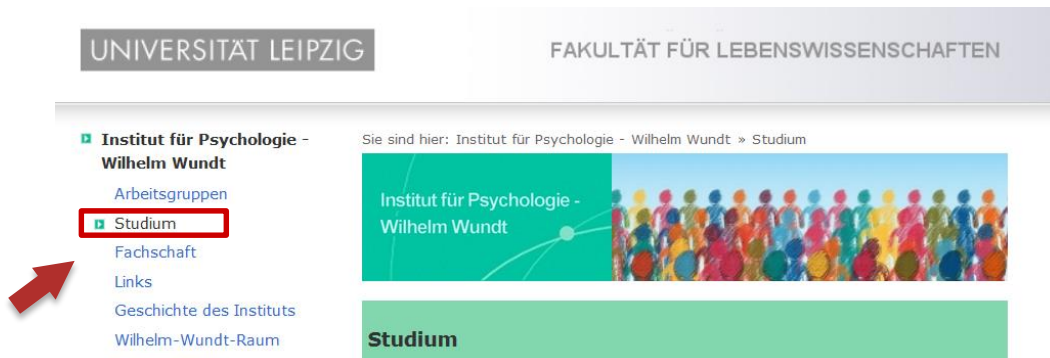 UNIVERSITÄT LEIPZIG
FAKULTÄT FÜR LEBENSWISSENSCHAFTEN
Institut für Psychologie -
Wilhelm Wundt
Arbeitsgruppen
Studium
Fachschaft
Links
Geschichte des Instituts
Wilhelm-Wundt-Raum
Sie sind hier: Institut für Psychologie - Wilhelm Wundt » Studium
Institut für Psychologie -
Wilhelm Wundt
Studium